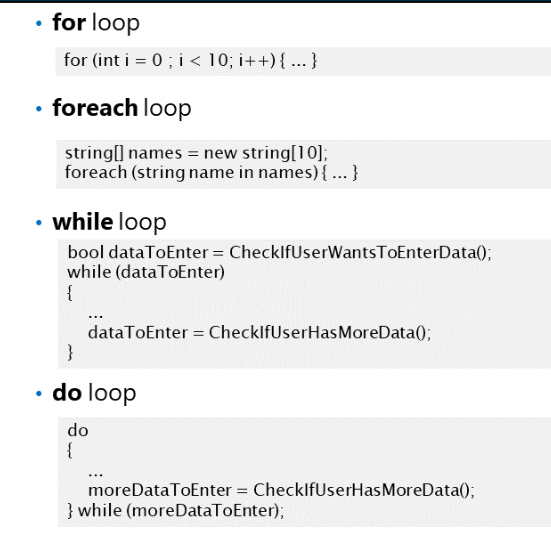 • for loop
for (int i = 0 ; i < 10; i++) { ... }
• foreach loop
string[] names = new string[10];
foreach (string name in names) { ... }
• while loop
bool dataToEnter = CheckIfUserWantsToEnterData();
while (dataToEnter)
{
...
dataToEnter = CheckIfUserHasMoreData();
}
• do loop
do
{
...
moreDataToEnter = CheckIfUserHasMoreData();
} while (moreDataToEnter);